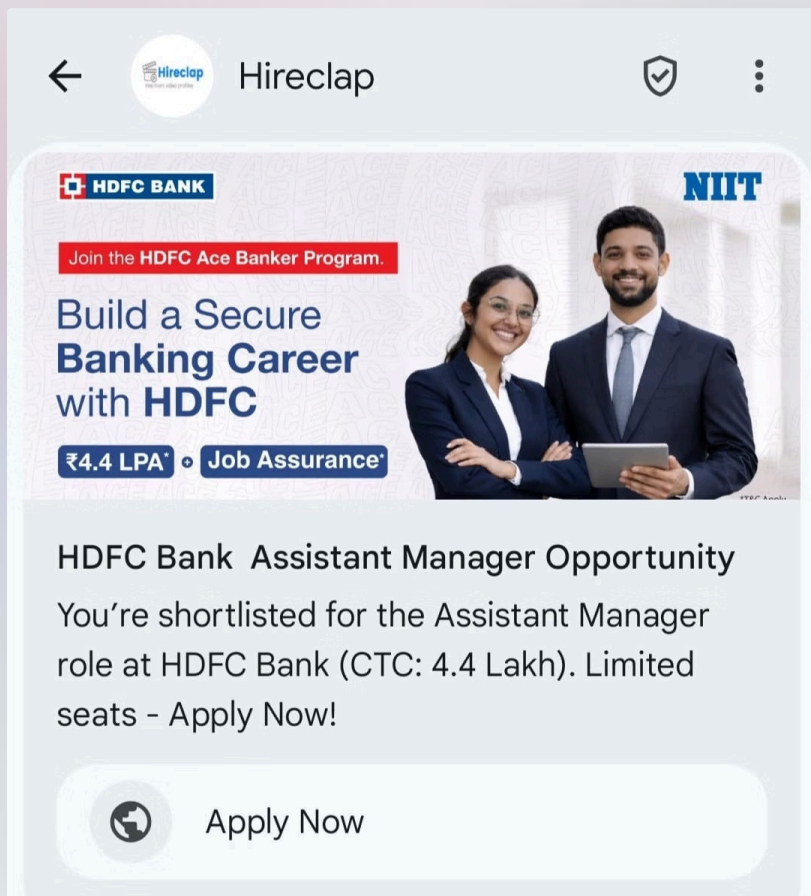 Hireclap
Hireclap
HDFC BANK
NIIT
Join the HDFC Ace Banker Program.
Build a Secure
Banking Career
with HDFC
₹4.4 LPA* + Job Assurance*
HDFC Bank Assistant Manager Opportunity
You’re shortlisted for the Assistant Manager
role at HDFC Bank (CTC: 4.4 Lakh). Limited
seats - Apply Now!
Apply Now